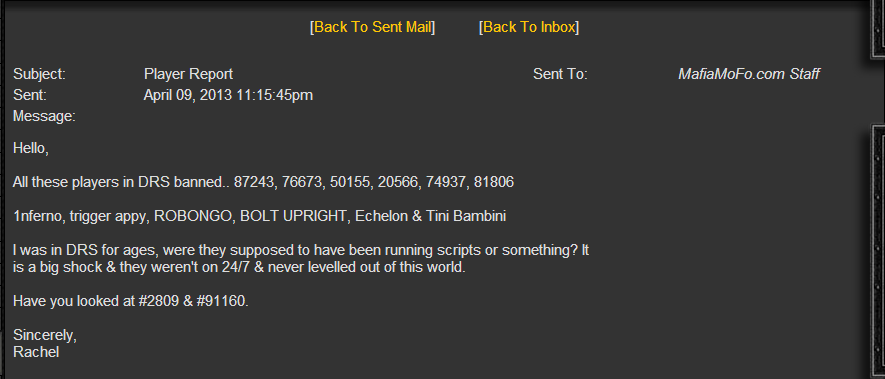 [Back To Sent Mail] [Back To Inbox]
Subject: Player Report Sent To: MafiaMoFo.com Staff
Sent: April 09, 2013 11:15:45pm
Message:
Hello,
All these players in DRS banned.. 87243, 76673, 50155, 20566, 74937, 81806
1nferno, trigger appy, ROBONGO, BOLT UPRIGHT, Echelon & Tini Bambini
I was in DRS for ages, were they supposed to have been running scripts or something? It
is a big shock & they weren't on 24/7 & never levelled out of this world.
Have you looked at #2809 & #91160.
Sincerely,
Rachel